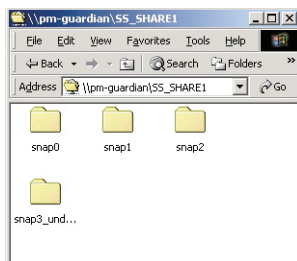 \\pm-guardian\SS_SHARE1
File Edit View Favorites Tools Help
Back Search Folders »
Address \\pm-guardian\SS_SHARE1 Go
snap0 snap1 snap2
snap3_und...